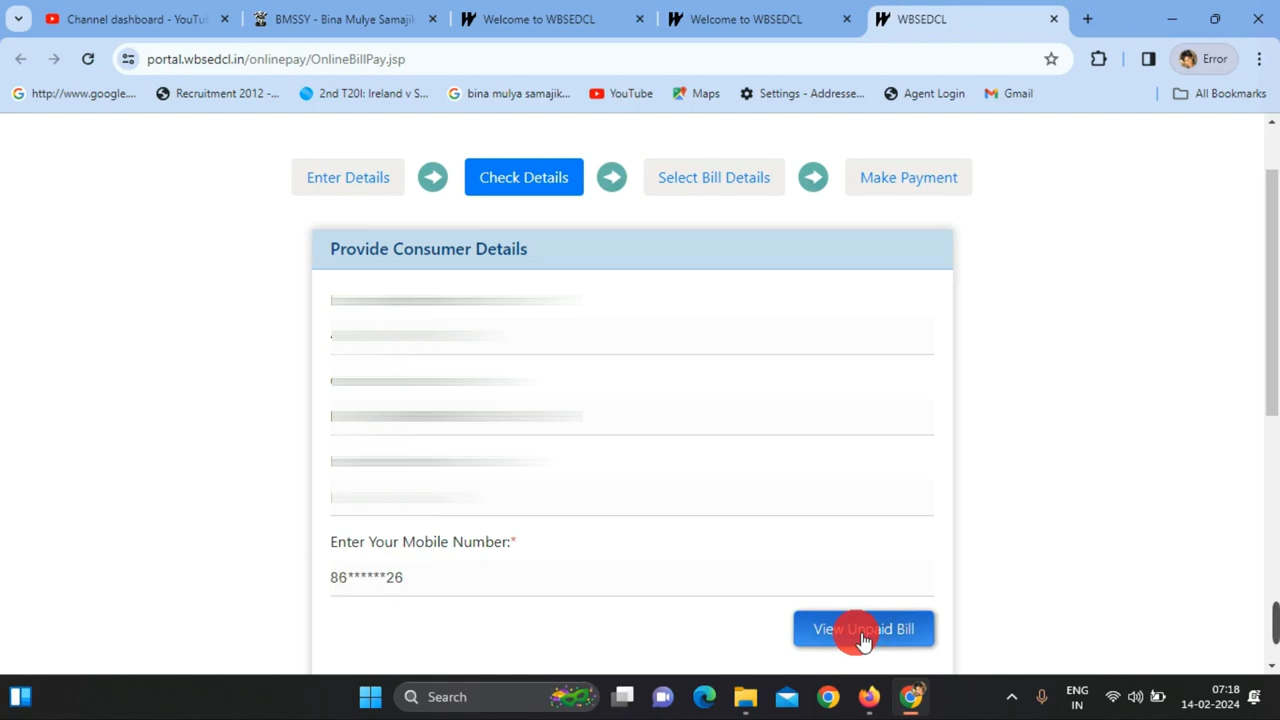 Channel dashboard - YouTu
BMSSY - Bina Mulye Samajik
Welcome to WBSEDCL
Welcome to WBSEDCL
WBSEDCL
portal.wbsedcl.in/onlinepay/OnlineBillPay.jsp
Error
http://www.google....
Recruitment 2012 -...
2nd T20I: Ireland v S...
bina mulya samajik...
YouTube
Maps
Settings - Addresse...
Agent Login
Gmail
All Bookmarks
Enter Details
Check Details
Select Bill Details
Make Payment
Provide Consumer Details
Enter Your Mobile Number:*
86******26
View Unpaid Bill
Search
ENG
IN
07:18
14-02-2024